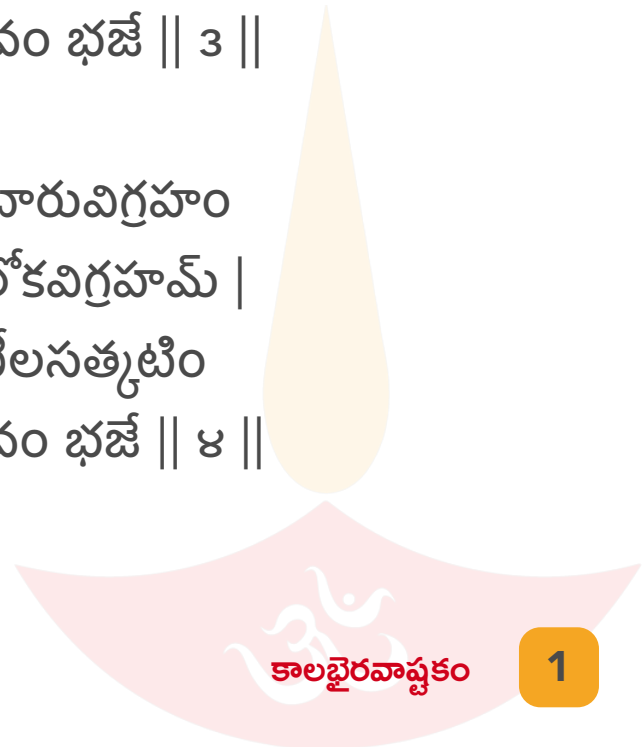 వం భజే || ౩ ||
చారువిగ్రహం
లోకవిగ్రహమ్ |
లసత్కటిం
వం భజే || ౪ ||
కాలభైరవాష్టకం
1